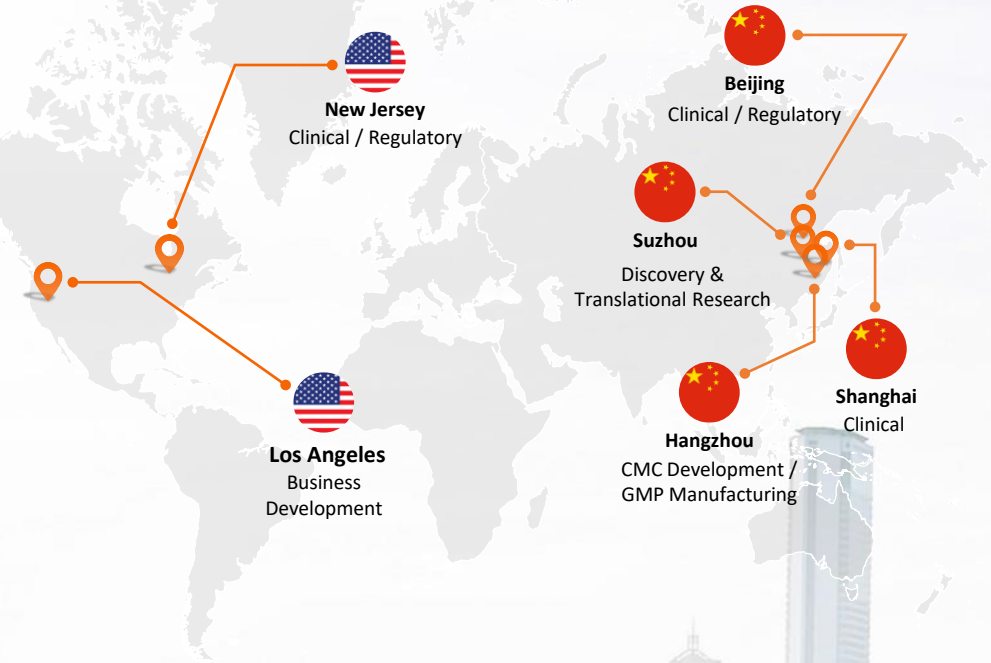 New Jersey
Clinical / Regulatory
Los Angeles
Business
Development
Beijing
Clinical / Regulatory
Suzhou
Discovery &
Translational Research
Shanghai
Clinical
Hangzhou
CMC Development /
GMP Manufacturing